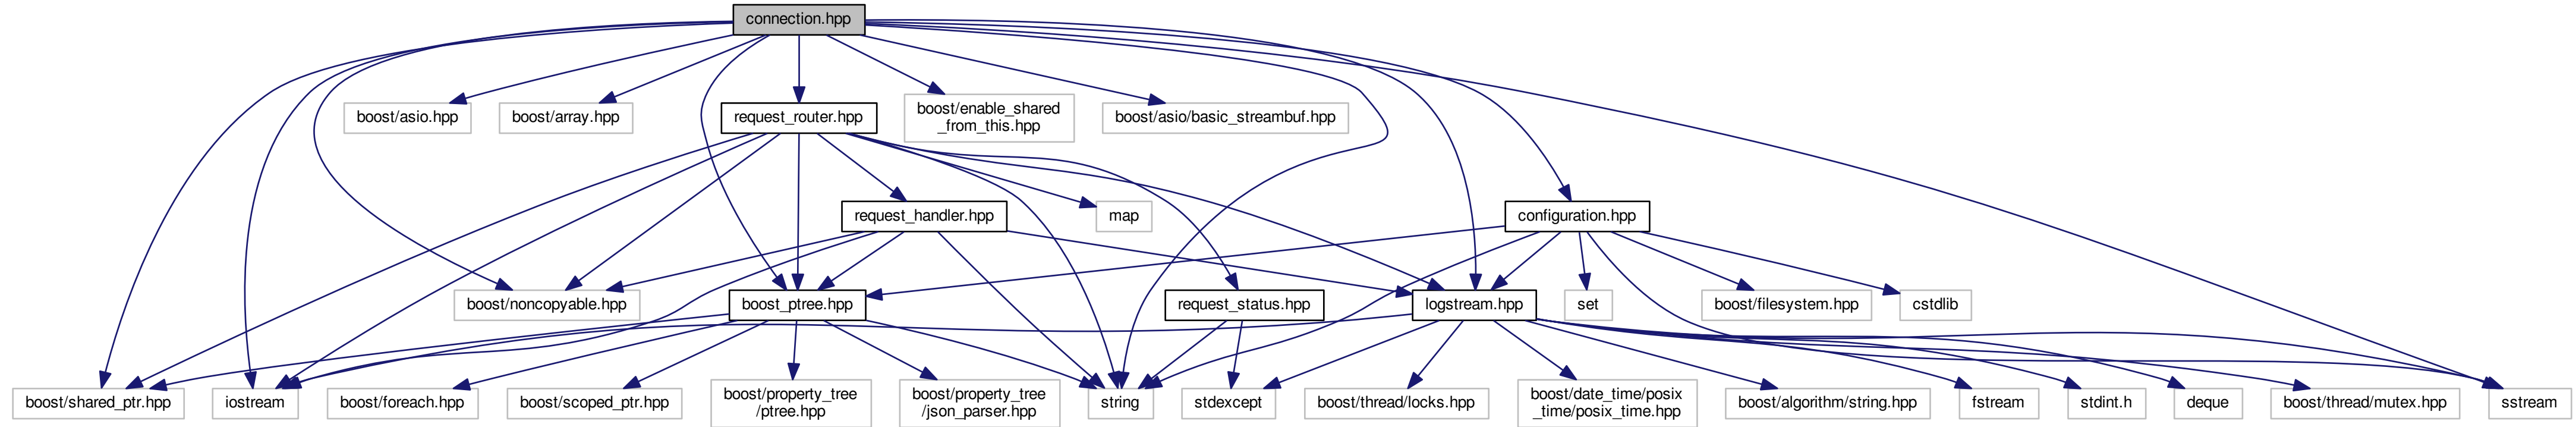 connection.hpp
boost/asio.hpp
boost/array.hpp
request_router.hpp
boost/enable_shared
_from_this.hpp
boost/asio/basic_streambuf.hpp
request_handler.hpp
map
configuration.hpp
boost/noncopyable.hpp
boost_ptree.hpp
request_status.hpp
logstream.hpp
set
boost/filesystem.hpp
cstdlib
boost/shared_ptr.hpp
iostream
boost/foreach.hpp
boost/scoped_ptr.hpp
boost/property_tree
/ptree.hpp
boost/property_tree
/json_parser.hpp
string
stdexcept
boost/thread/locks.hpp
boost/date_time/posix
_time/posix_time.hpp
boost/algorithm/string.hpp
fstream
stdint.h
deque
boost/thread/mutex.hpp
sstream